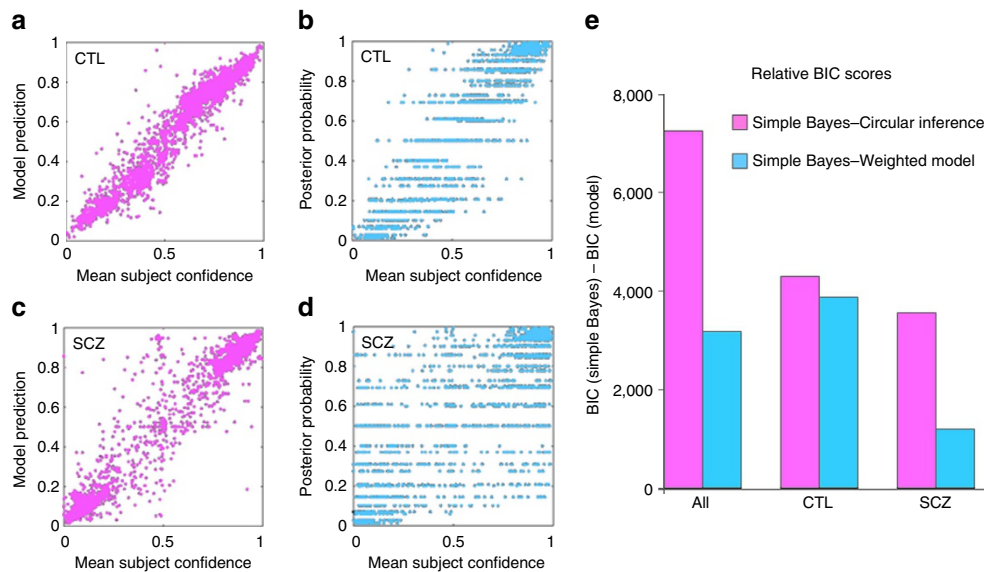 a
CTL
Model prediction
1
0.8
0.6
0.4
0.2
0
0
0.5
1
Mean subject confidence
b
CTL
Posterior probability
1
0.8
0.6
0.4
0.2
0
0
0.5
1
Mean subject confidence
c
SCZ
Model prediction
1
0.8
0.6
0.4
0.2
0
0
0.5
1
Mean subject confidence
d
SCZ
Posterior probability
1
0.8
0.6
0.4
0.2
0
0
0.5
1
Mean subject confidence
e
Relative BIC scores
Simple Bayes–Circular inference
Simple Bayes–Weighted model
BIC (simple Bayes) – BIC (model)
8,000
6,000
4,000
2,000
0
All
CTL
SCZ